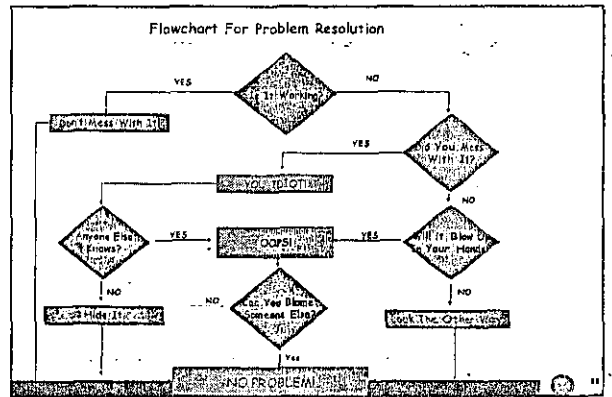 Flowchart For Problem Resolution
YES
Is It Working?
NO
Don't Mess With It
YES
Did You Mess
With It?
YOU IDIOT!
NO
Anyone Else
Knows?
YES
OOPS!
YES
Will it Blow Up
In Your Hands?
NO
Hide It
NO
Can You Blame
Someone Else?
NO
Look The Other Way
Yes
NO PROBLEM!